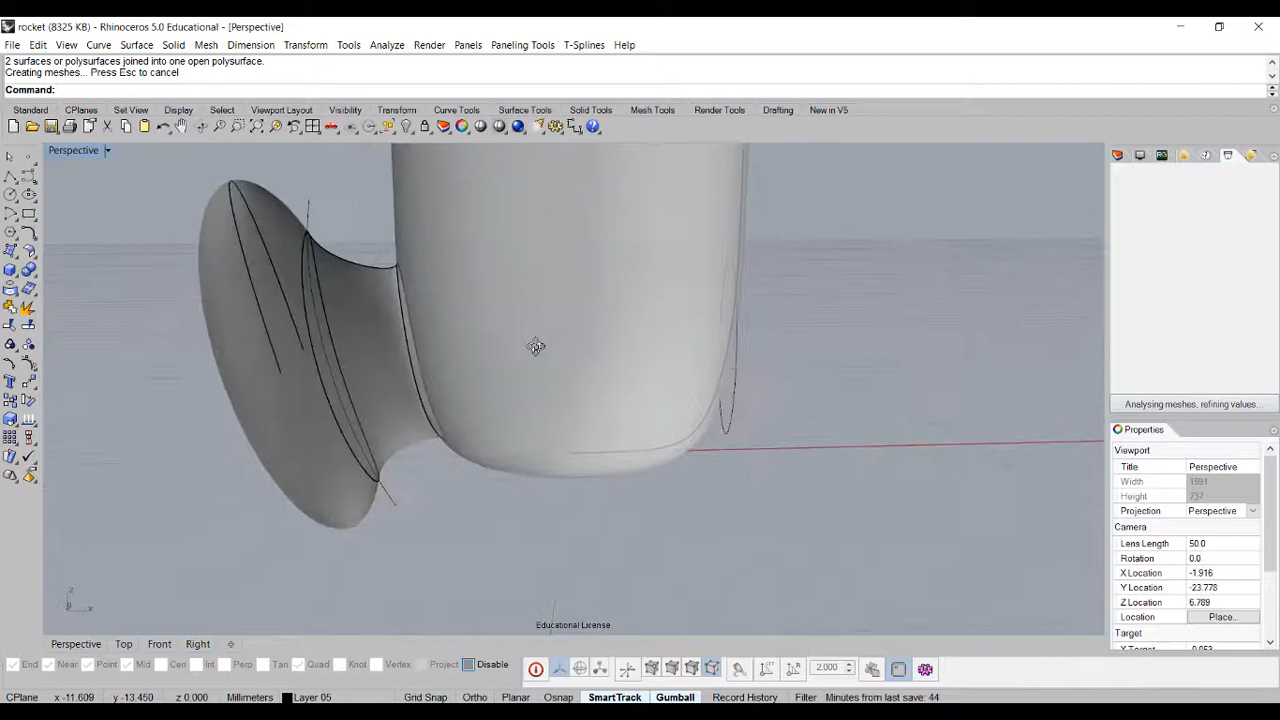 rocket (8325 KB) - Rhinoceros 5.0 Educational - [Perspective]
File Edit View Curve Surface Solid Mesh Dimension Transform Tools Analyze Render Panels Paneling Tools T-Splines Help
2 surfaces or polysurfaces joined into one open polysurface.
Creating meshes... Press Esc to cancel
Command:
Standard CPlanes Set View Display Select Viewport Layout Visibility Transform Curve Tools Surface Tools Solid Tools Mesh Tools Render Tools Drafting New in V5
Perspective
Analysing meshes, refining values...
Properties
Viewport
Title Perspective
Width 1591
Height 737
Projection Perspective
Camera
Lens Length 50.0
Rotation 0.0
X Location -1.916
Y Location -23.778
Z Location 6.789
Location Place...
Target
z
x
Educational License
Perspective Top Front Right
End Near Point Mid Cen Int Perp Tan Quad Knot Vertex Project Disable
2.000
CPlane x -11.609 y -13.450 z 0.000 Millimeters Layer 05 Grid Snap Ortho Planar Osnap SmartTrack Gumball Record History Filter Minutes from last save: 44